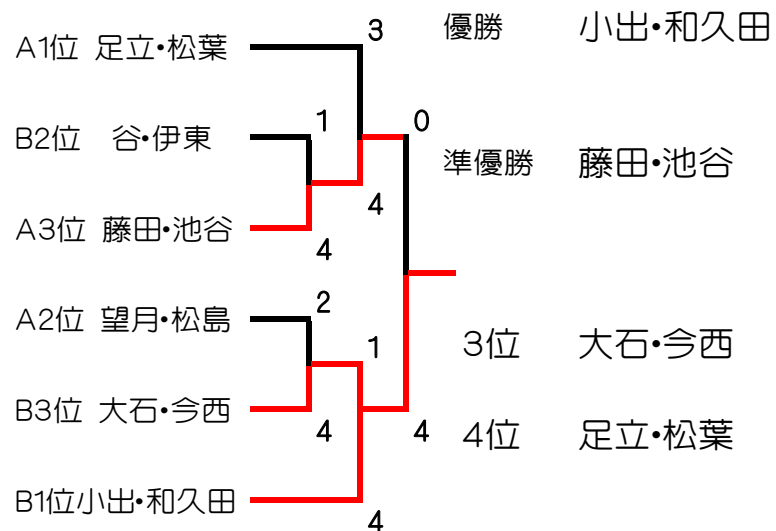 A1位 足立・松葉
3
優勝 小出・和久田
B2位 谷・伊東
1
0
準優勝 藤田・池谷
A3位 藤田・池谷
4
4
A2位 望月・松島
2
1
3位 大石・今西
B3位 大石・今西
4
4
4位 足立・松葉
B1位小出・和久田
4